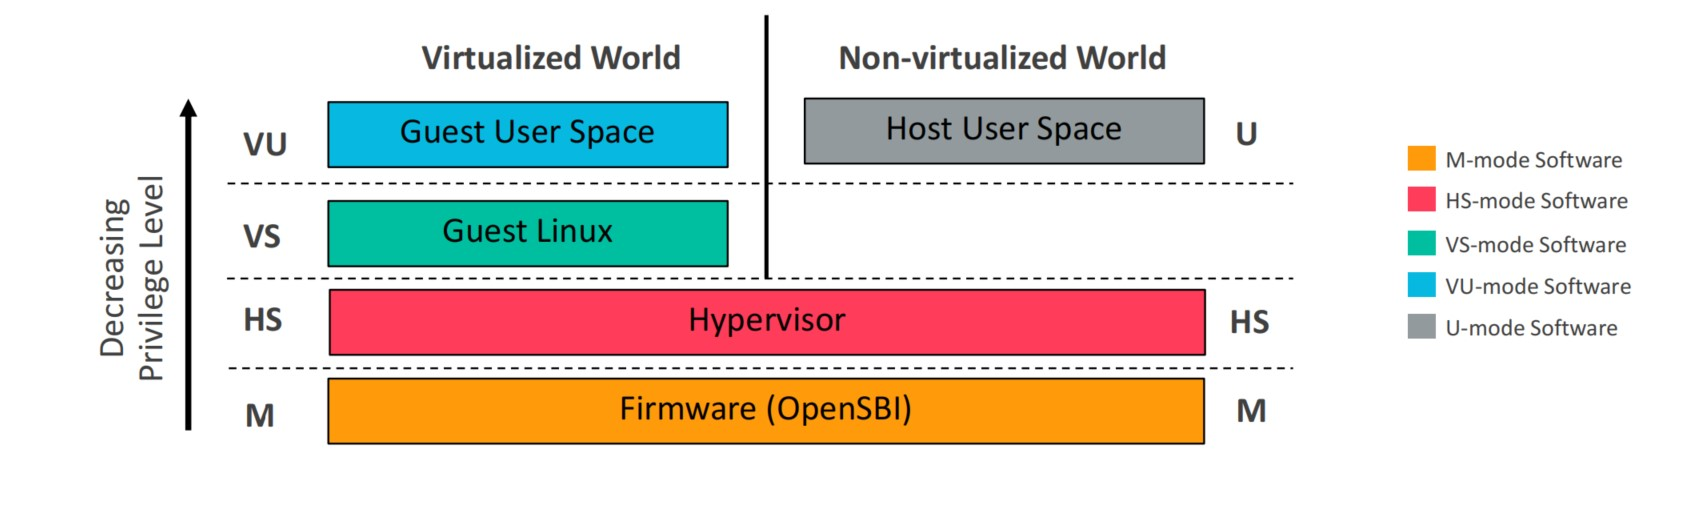 Virtualized World
Non-virtualized World
Decreasing
Privilege Level
VU
Guest User Space
Host User Space
U
VS
Guest Linux
HS
Hypervisor
HS
M
Firmware (OpenSBI)
M
M-mode Software
HS-mode Software
VS-mode Software
VU-mode Software
U-mode Software